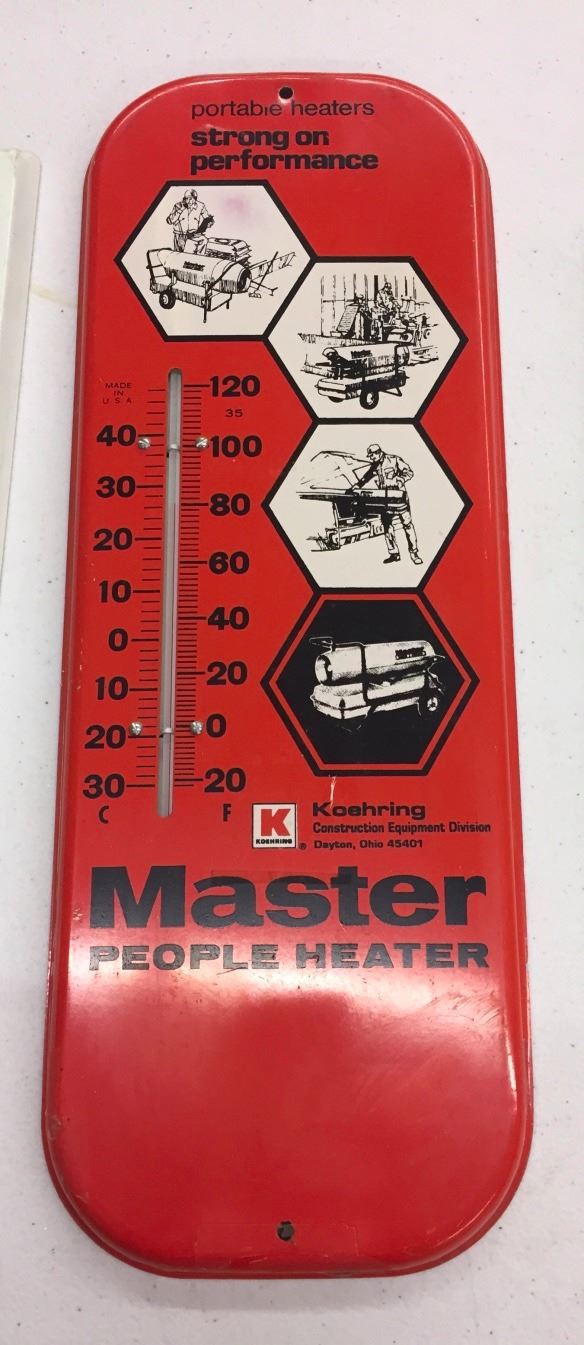 portable heaters
strong on
performance
MADE
IN
U.S.A.
120
35
40
100
30
80
20
60
10
40
0
20
10
0
20
30
20
C
F
K
KOEHRING
®
Koehring
Construction Equipment Division
Dayton, Ohio 45401
Master
PEOPLE HEATER